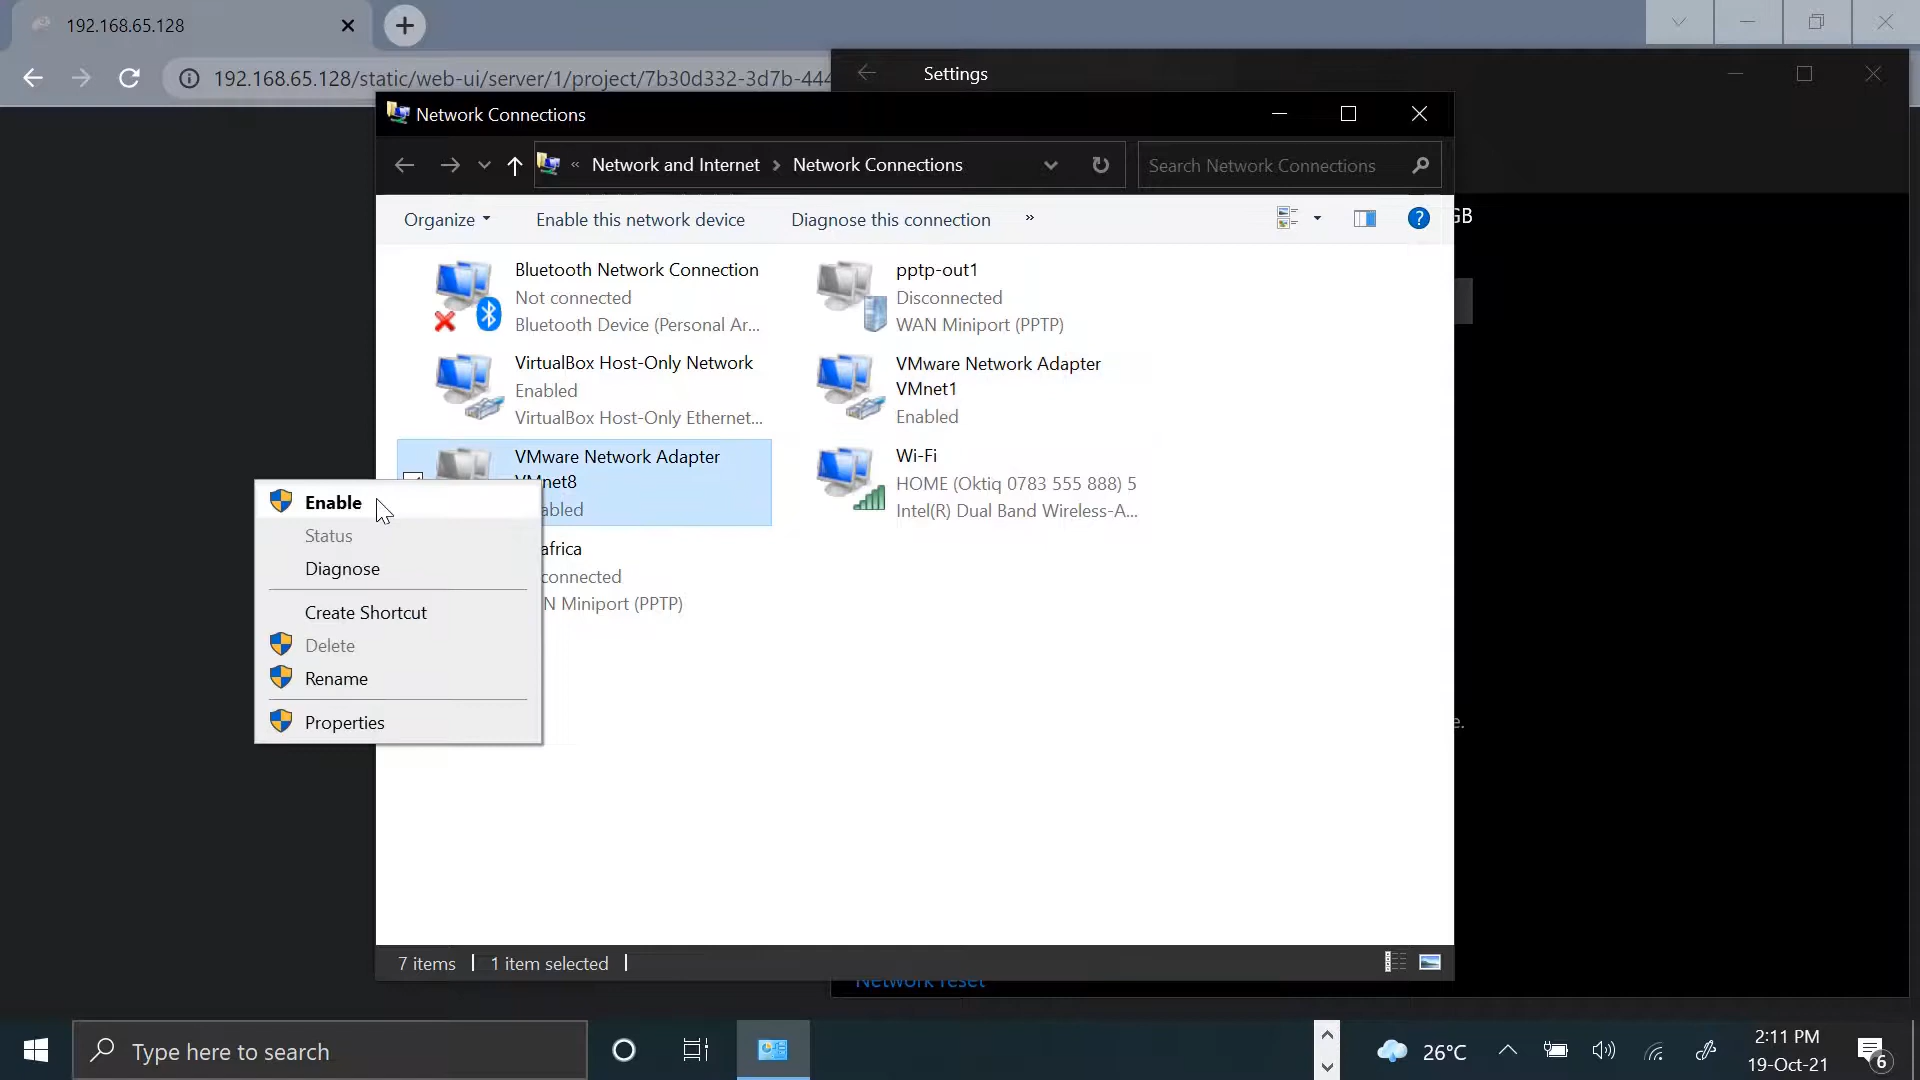 192.168.65.128
192.168.65.128/static/web-ui/server/1/project/7b30d332-3d7b-444
Settings
Network Connections
« Network and Internet > Network Connections
Search Network Connections
Organize
Enable this network device
Diagnose this connection
»
GB
Bluetooth Network Connection
Not connected
Bluetooth Device (Personal Ar...
pptp-out1
Disconnected
WAN Miniport (PPTP)
VirtualBox Host-Only Network
Enabled
VirtualBox Host-Only Ethernet...
VMware Network Adapter
VMnet1
Enabled
VMware Network Adapter
VMnet8
abled
Wi-Fi
HOME (Oktiq 0783 555 888) 5
Intel(R) Dual Band Wireless-A...
africa
connected
N Miniport (PPTP)
Enable
Status
Diagnose
Create Shortcut
Delete
Rename
Properties
e.
7 items
1 item selected
Network reset
Type here to search
26°C
2:11 PM
19-Oct-21
6